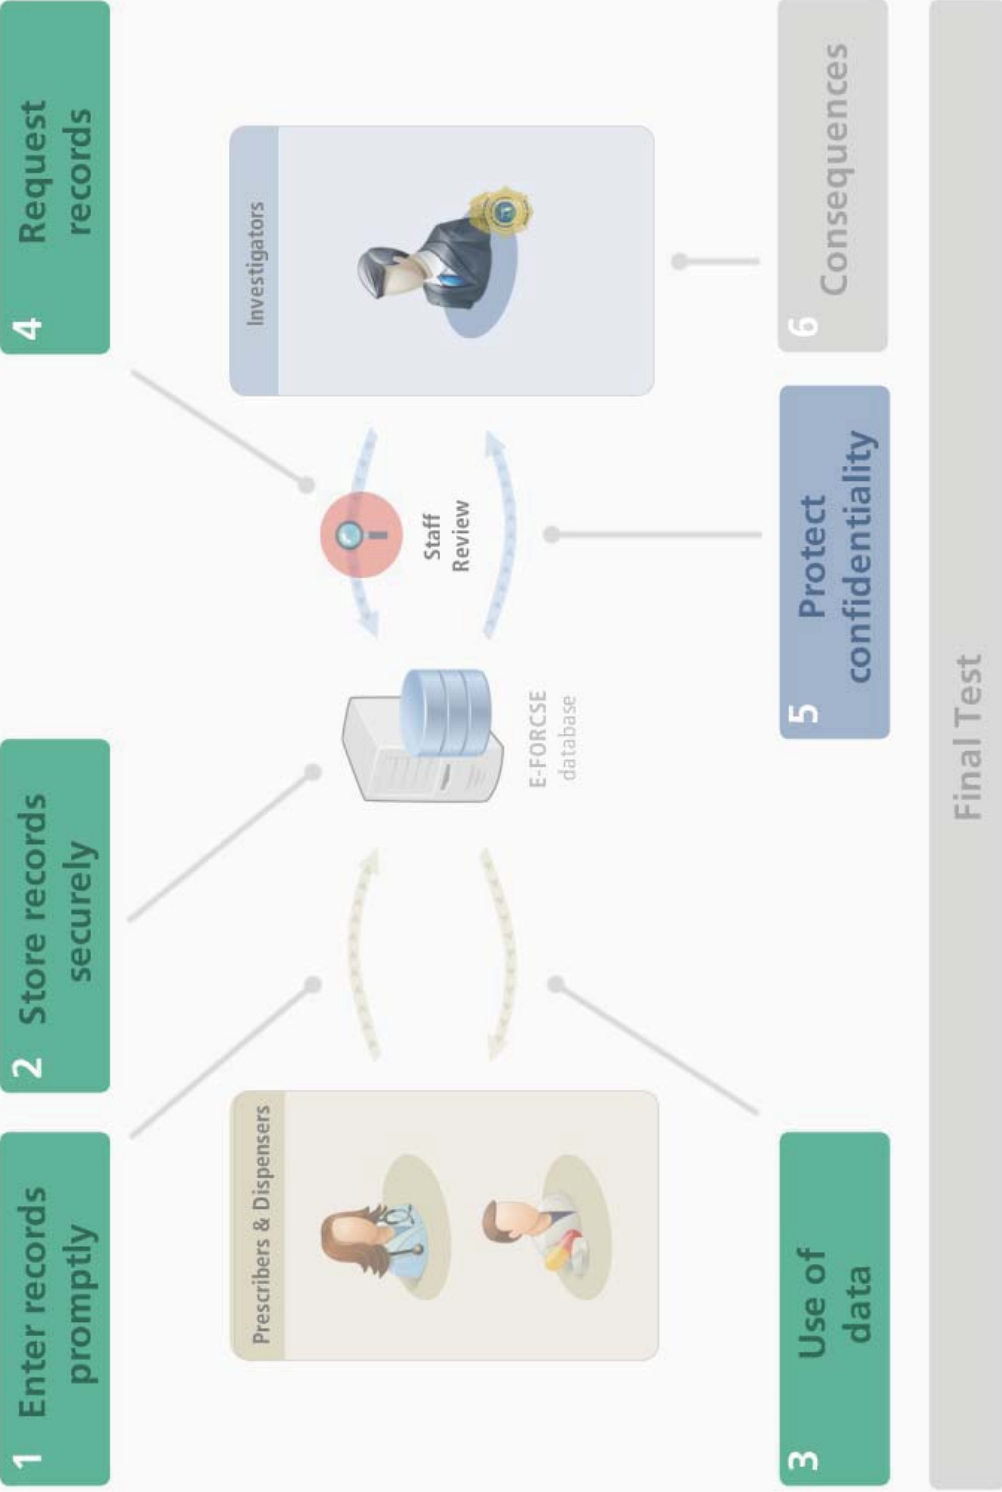 1 Enter records
promptly
2 Store records
securely
4 Request
records
Prescribers & Dispensers
E-FORCSE
database
Staff
Review
Investigators
3 Use of
data
5 Protect
confidentiality
6 Consequences
Final Test